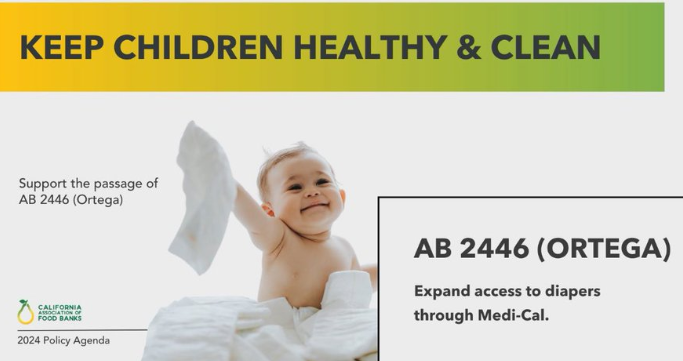 KEEP CHILDREN HEALTHY & CLEAN
Support the passage of
AB 2446 (Ortega)
AB 2446 (ORTEGA)
Expand access to diapers
through Medi-Cal.
CALIFORNIA
ASSOCIATION OF
FOOD BANKS
2024 Policy Agenda